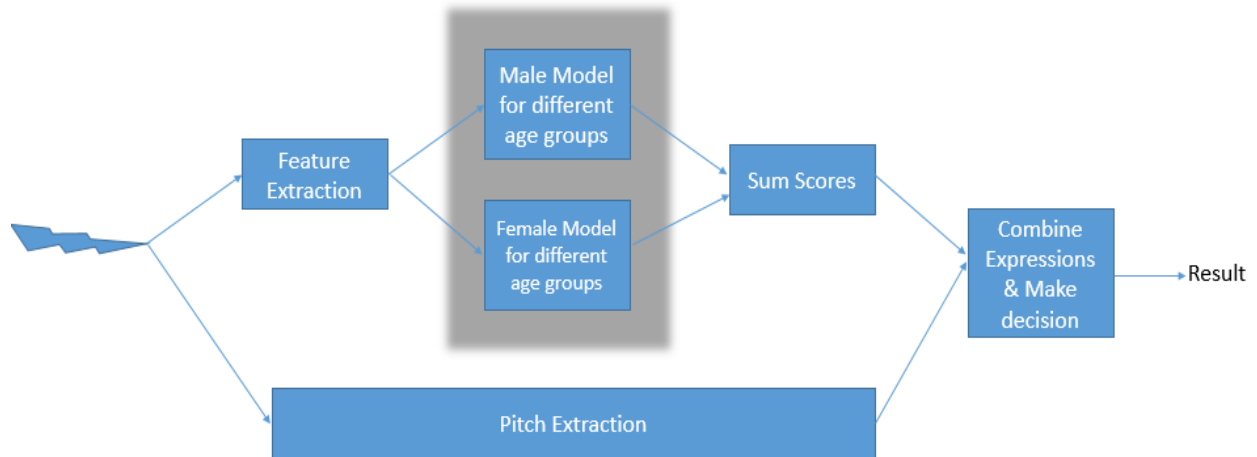 Male Model
for different
age groups
Feature
Extraction
Sum Scores
Female Model
for different
age groups
Combine
Expressions
& Make
decision
Result
Pitch Extraction